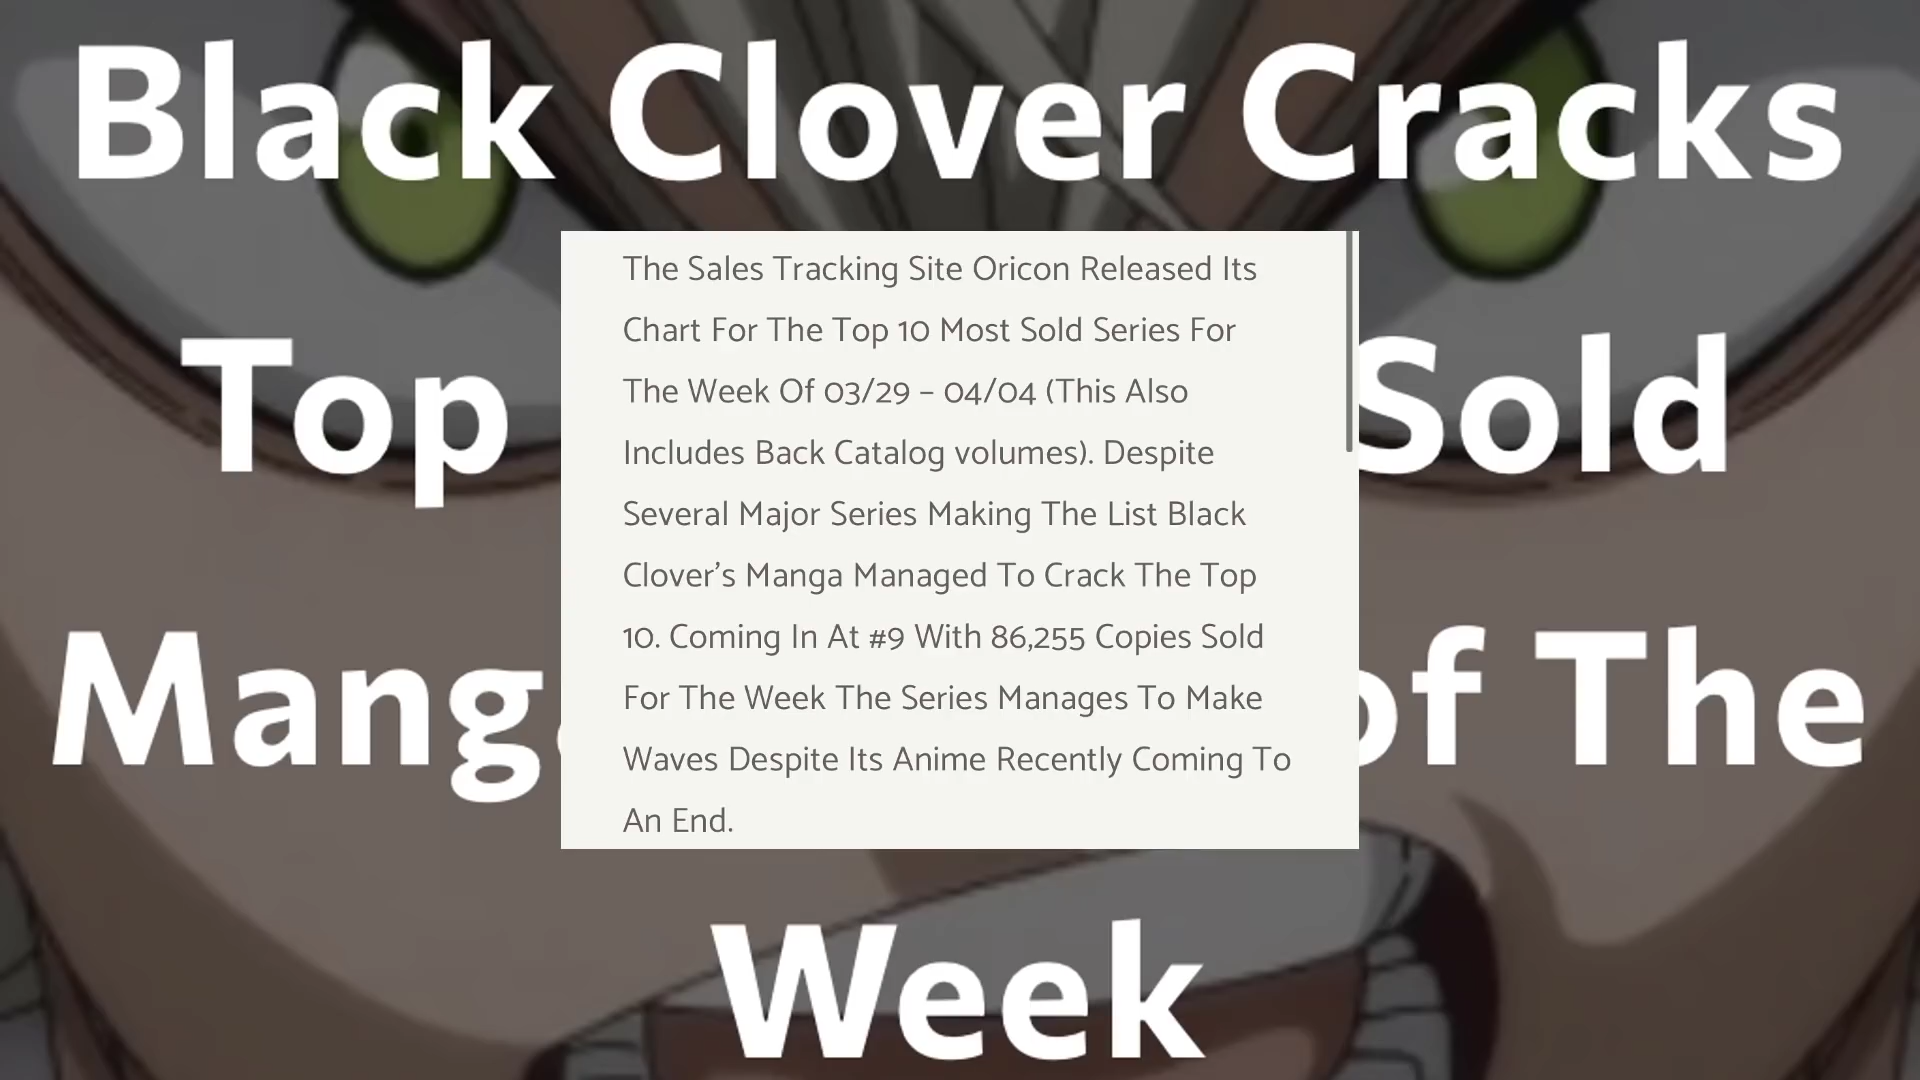 Black Clover Cracks
Top Sold
of The
Week
The Sales Tracking Site Oricon Released Its
Chart For The Top 10 Most Sold Series For
The Week Of 03/29 – 04/04 (This Also
Includes Back Catalog volumes). Despite
Several Major Series Making The List Black
Clover’s Manga Managed To Crack The Top
10. Coming In At #9 With 86,255 Copies Sold
For The Week The Series Manages To Make
Waves Despite Its Anime Recently Coming To
An End.